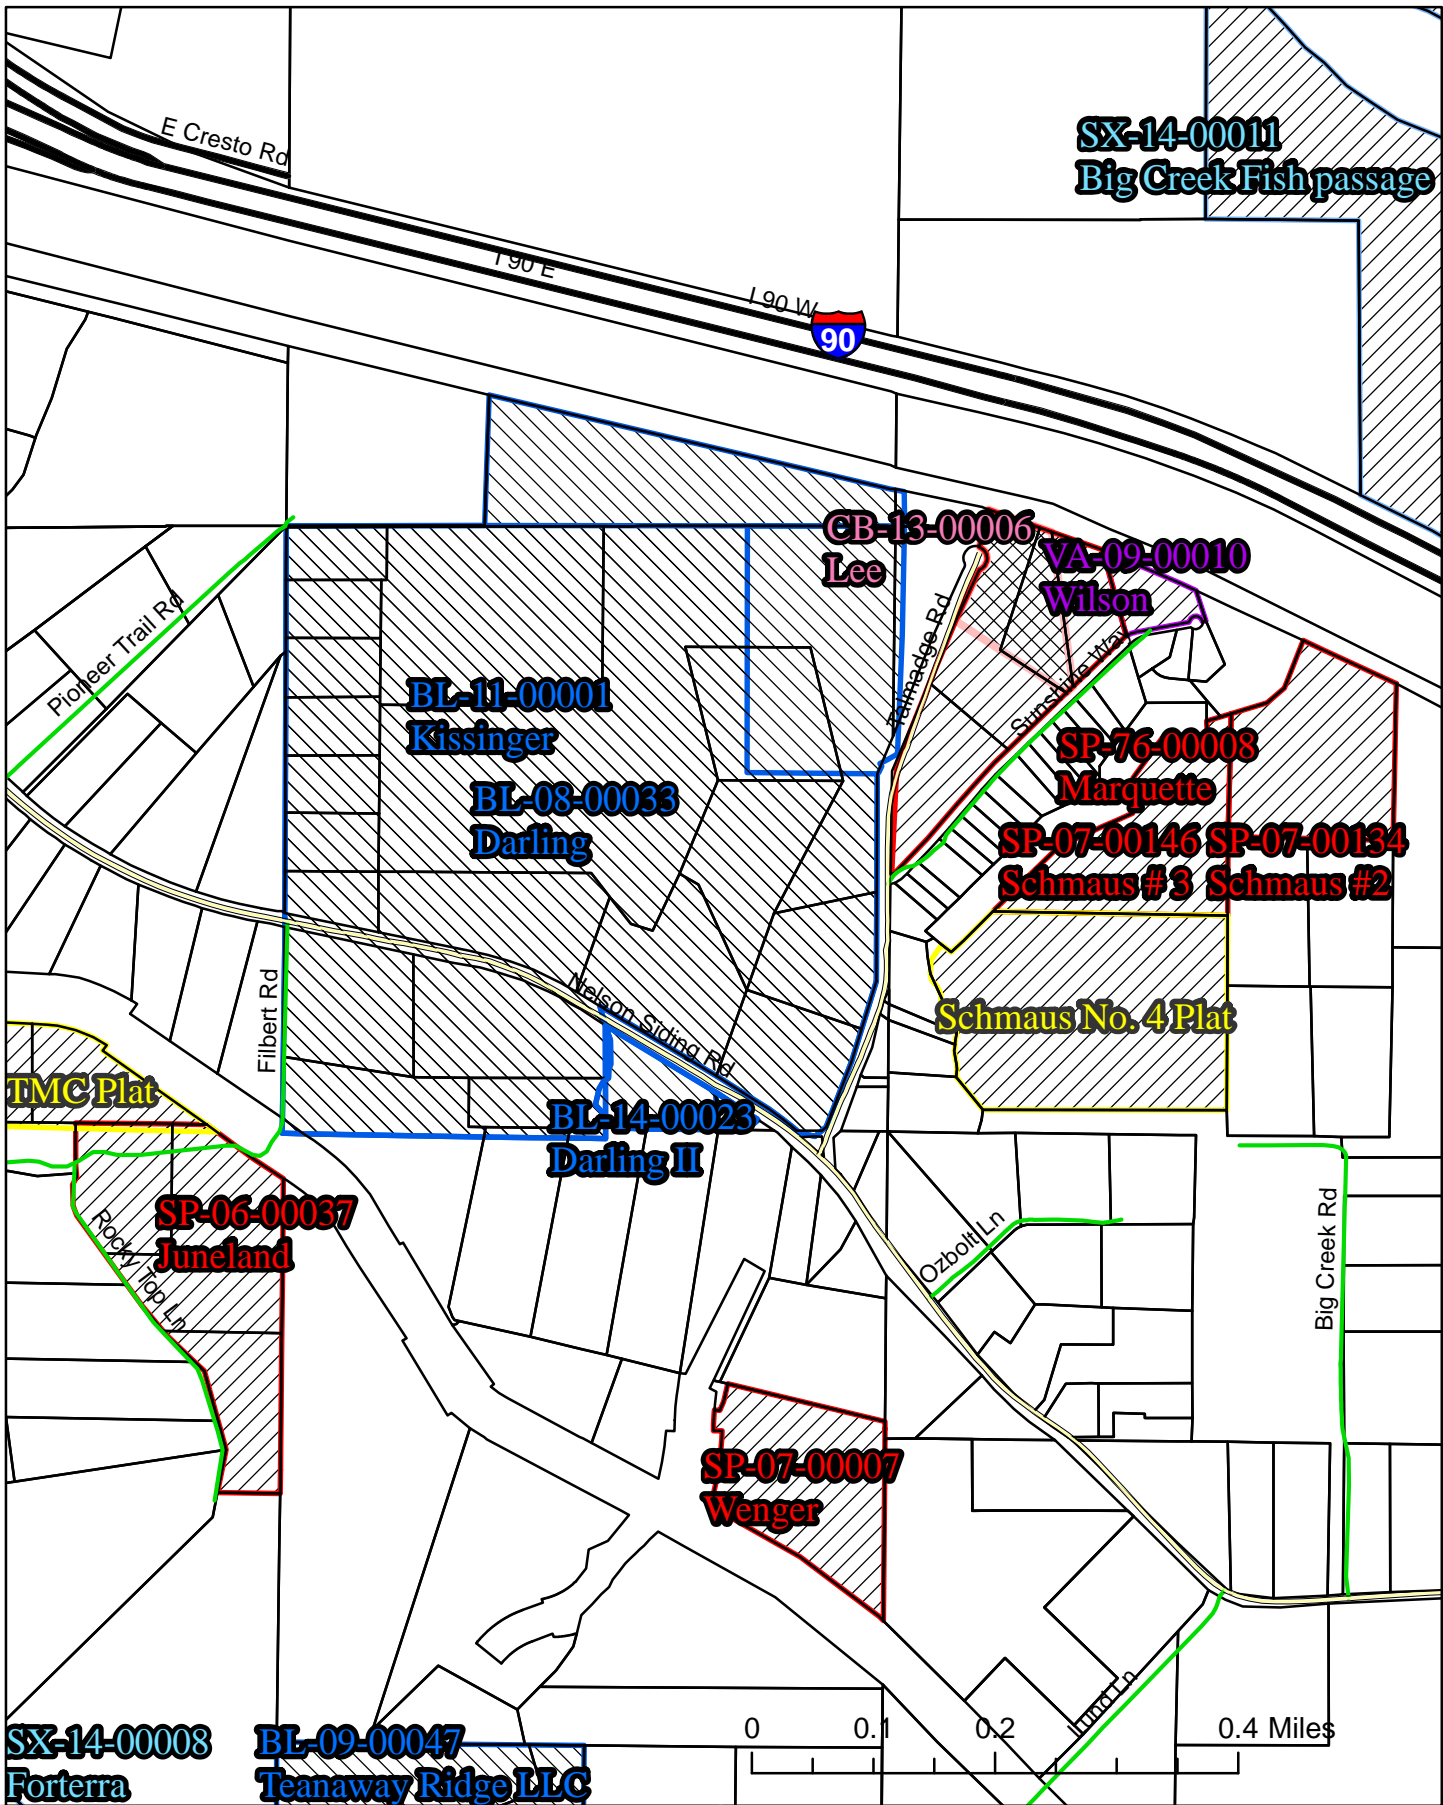 E Cresto Rd
SX-14-00011
Big Creek Fish passage
I 90 E
I 90 W
90
CB-13-00006
Lee
VA-09-00010
Wilson
Pioneer Trail Rd
Talmadge Rd
Sunshine Way
BL-11-00001
Kissinger
SP-76-00008
Marquette
BL-08-00033
Darling
SP-07-00146
Schmaus # 3
SP-07-00134
Schmaus #2
Filbert Rd
Nelson Siding Rd
Schmaus No. 4 Plat
TMC Plat
BL-14-00023
Darling II
SP-06-00037
Juneland
Rocky Top Ln
Ozbolt Ln
Big Creek Rd
SP-07-00007
Wenger
Lund Ln
SX-14-00008
Forterra
BL-09-00047
Teanaway Ridge LLC
0 0.1 0.2 0.4 Miles